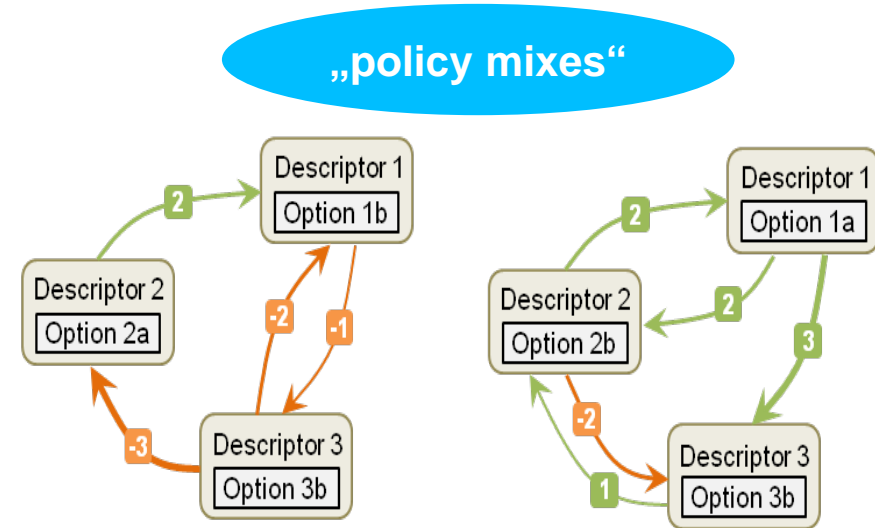 „policy mixes“
Descriptor 1
Option 1b
2
Descriptor 2
Option 2a
-2
-1
-3
Descriptor 3
Option 3b
Descriptor 1
Option 1a
2
Descriptor 2
Option 2b
2
3
-2
1
Descriptor 3
Option 3b